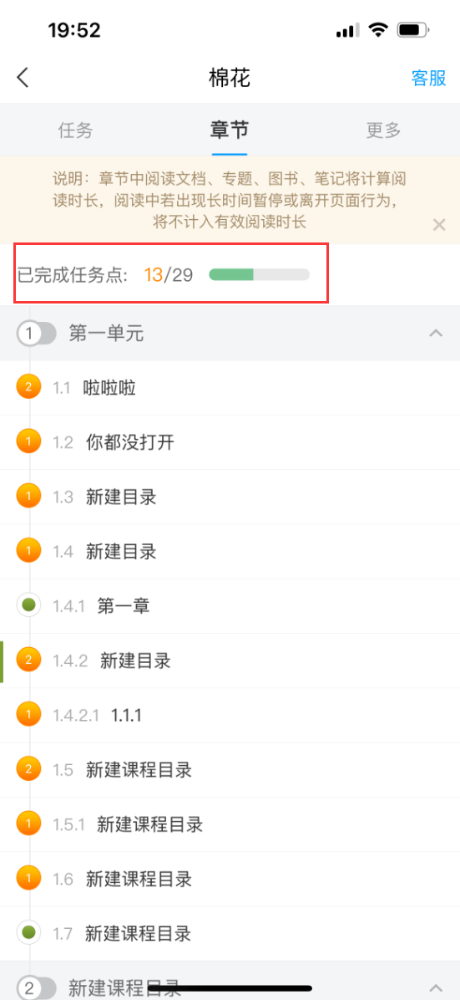 19:52
棉花
客服
任务
章节
更多
说明：章节中阅读文档、专题、图书、笔记将计算阅
读时长，阅读中若出现长时间暂停或离开页面行为，
将不计入有效阅读时长
已完成任务点: 13/29
1 第一单元
2 1.1 啦啦啦
1 1.2 你都没打开
1 1.3 新建目录
1 1.4 新建目录
1.4.1 第一章
2 1.4.2 新建目录
1 1.4.2.1 1.1.1
2 1.5 新建课程目录
1 1.5.1 新建课程目录
1 1.6 新建课程目录
1.7 新建课程目录
2 新建课程目录